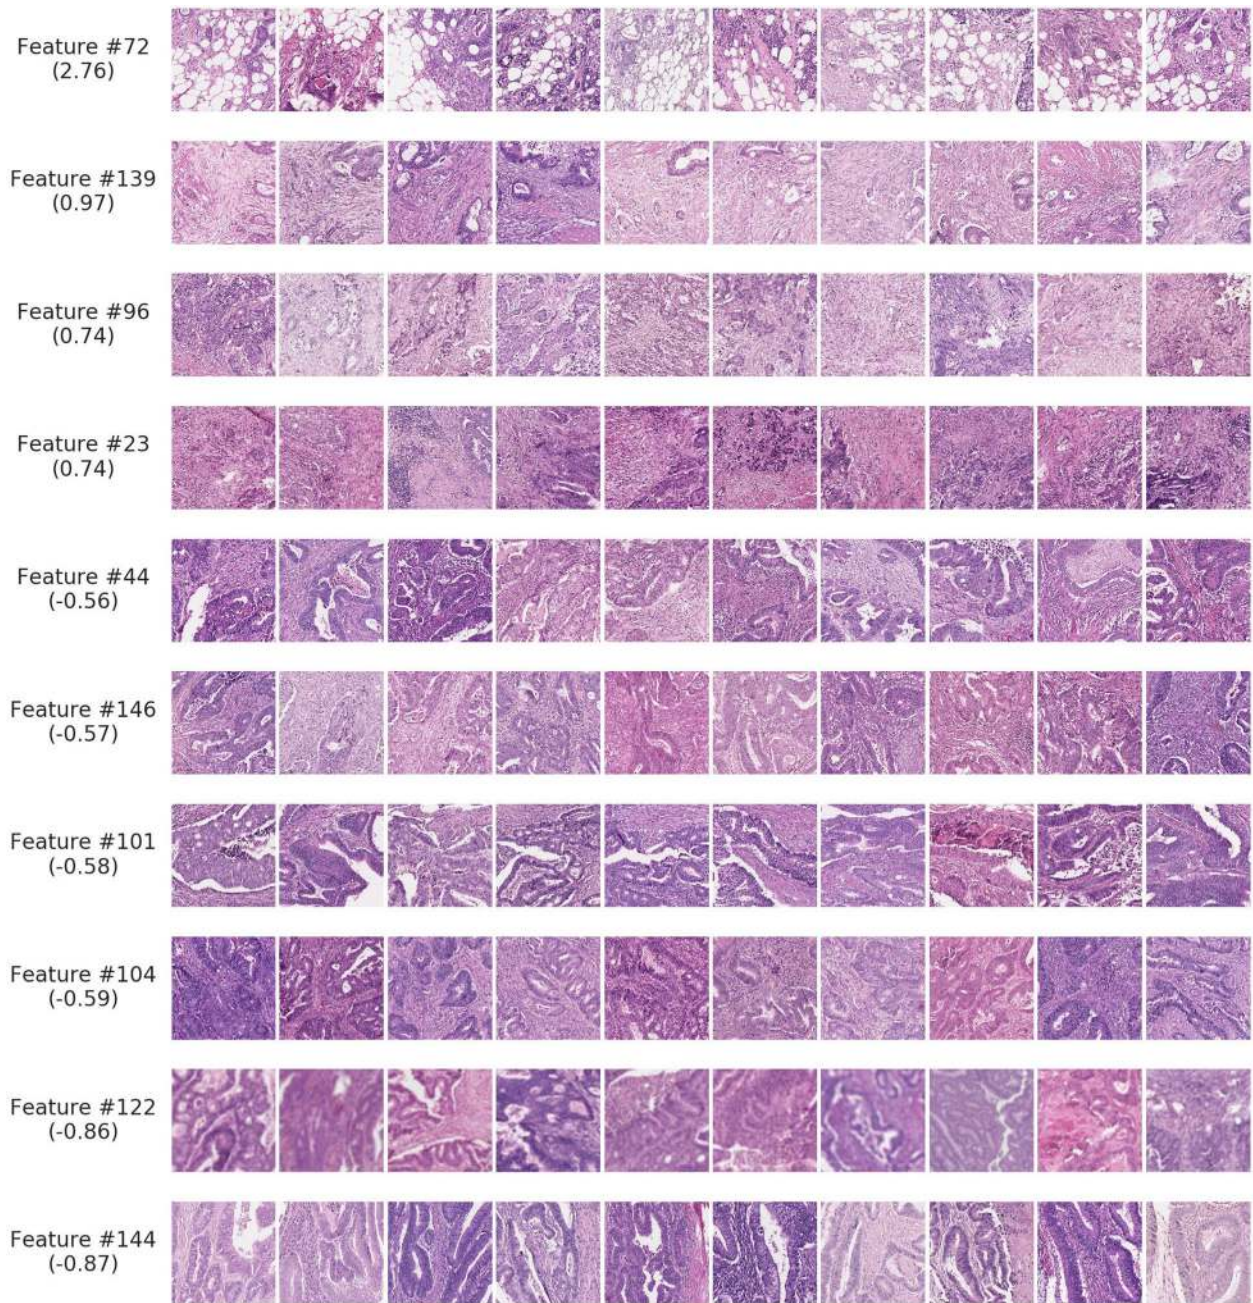 Feature #72
(2.76)
Feature #139
(0.97)
Feature #96
(0.74)
Feature #23
(0.74)
Feature #44
(-0.56)
Feature #146
(-0.57)
Feature #101
(-0.58)
Feature #104
(-0.59)
Feature #122
(-0.86)
Feature #144
(-0.87)